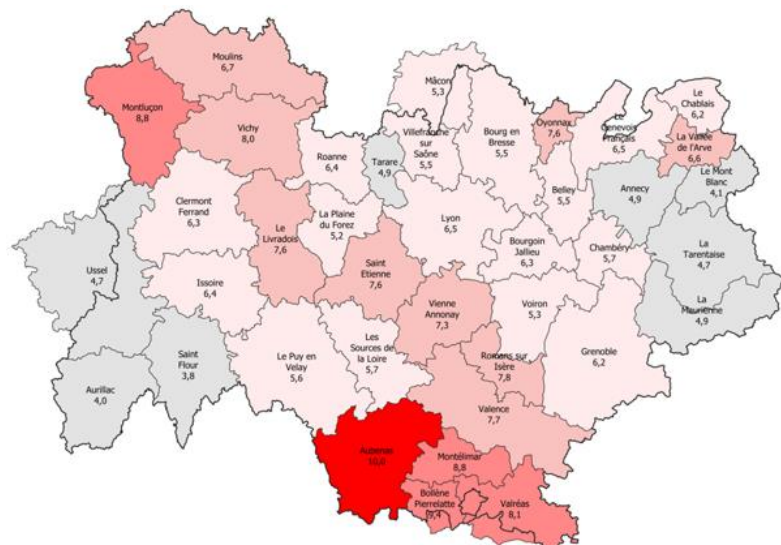 Moulins
6,7
Montluçon
8,8
Vichy
8,0
Mâcon
5,3
Roanne
6,4
Tarare
4,9
Villefranche
sur
Saône
5,5
Bourg en
Bresse
5,5
Oyonnax
7,6
Le
Genevois
Français
6,5
Le
Chablais
6,2
La Vallée
de l'Arve
6,6
Le Mont
Blanc
4,1
Annecy
4,9
Belley
5,5
Clermont
Ferrand
6,3
Le
Livradois
7,6
La Plaine
du Forez
5,2
Lyon
6,5
Bourgoin
Jallieu
6,3
Chambéry
5,7
La
Tarentaise
4,7
La
Maurienne
4,9
Ussel
4,7
Issoire
6,4
Saint
Etienne
7,6
Vienne
Annonay
7,3
Voiron
5,3
Grenoble
6,2
Aurillac
4,0
Saint
Flour
3,8
Le Puy en
Velay
5,6
Les
Sources de
la Loire
5,7
Romans sur
Isère
7,8
Valence
7,7
Aubenas
10,0
Montélimar
8,8
Bollène
Pierrelatte
9,4
Valréas
8,1